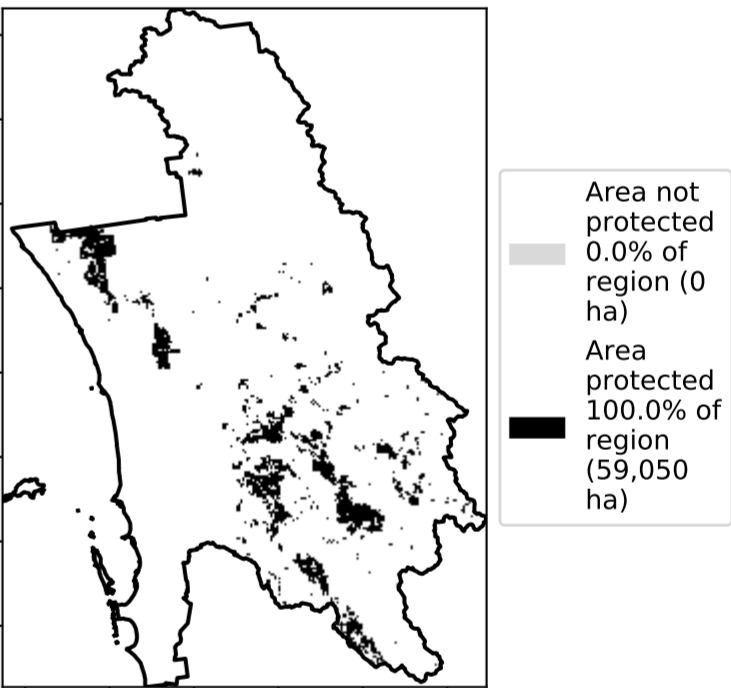 Area not
protected
0.0% of
region (0
ha)
Area
protected
100.0% of
region
(59,050
ha)